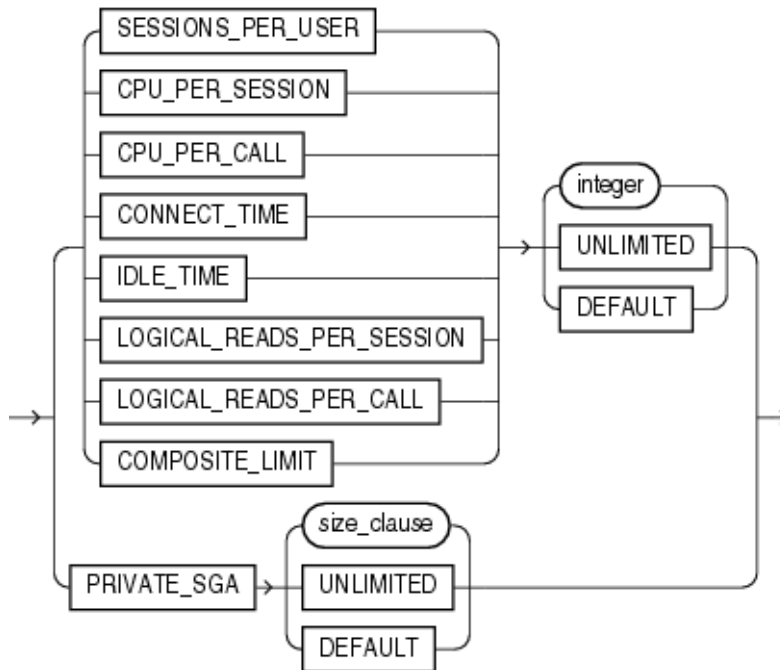 SESSIONS_PER_USER
CPU_PER_SESSION
CPU_PER_CALL
CONNECT_TIME
IDLE_TIME
LOGICAL_READS_PER_SESSION
LOGICAL_READS_PER_CALL
COMPOSITE_LIMIT
integer
UNLIMITED
DEFAULT
PRIVATE_SGA
size_clause
UNLIMITED
DEFAULT